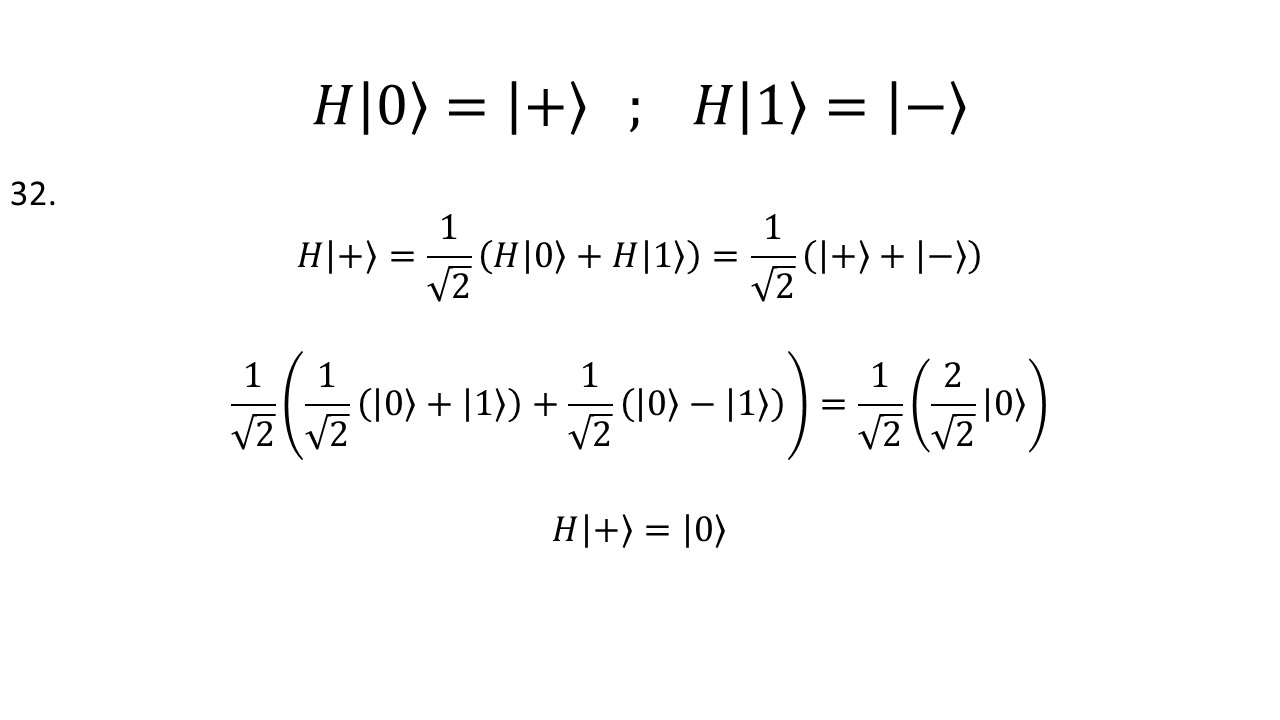 H|0⟩ = |+⟩ ; H|1⟩ = |−⟩
32.
H|+⟩ = 1/√2 (H|0⟩ + H|1⟩) = 1/√2 (|+⟩ + |−⟩)
1/√2 (1/√2 (|0⟩ + |1⟩) + 1/√2 (|0⟩ − |1⟩)) = 1/√2 (2/√2 |0⟩)
H|+⟩ = |0⟩